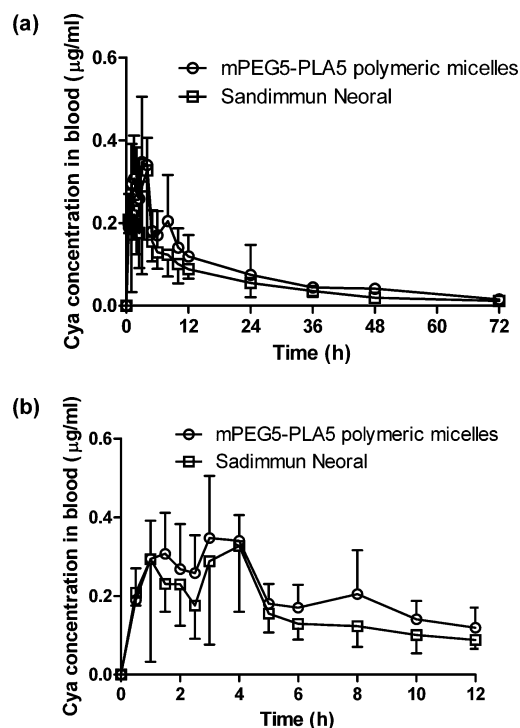 (a)
Cya concentration in blood (µg/ml)
0.6
0.4
0.2
0.0
mPEG5-PLA5 polymeric micelles
Sandimmun Neoral
0 12 24 36 48 60 72
Time (h)
(b)
Cya concentration in blood (µg/ml)
0.6
0.4
0.2
0.0
mPEG5-PLA5 polymeric micelles
Sadimmun Neoral
0 2 4 6 8 10 12
Time (h)